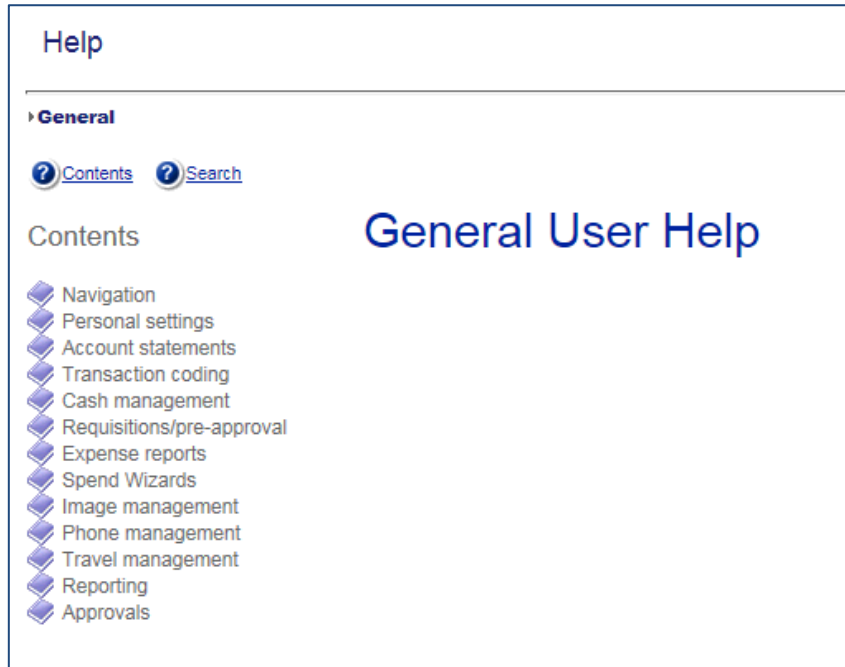 Help
General
Contents Search
Contents
General User Help
Navigation
Personal settings
Account statements
Transaction coding
Cash management
Requisitions/pre-approval
Expense reports
Spend Wizards
Image management
Phone management
Travel management
Reporting
Approvals